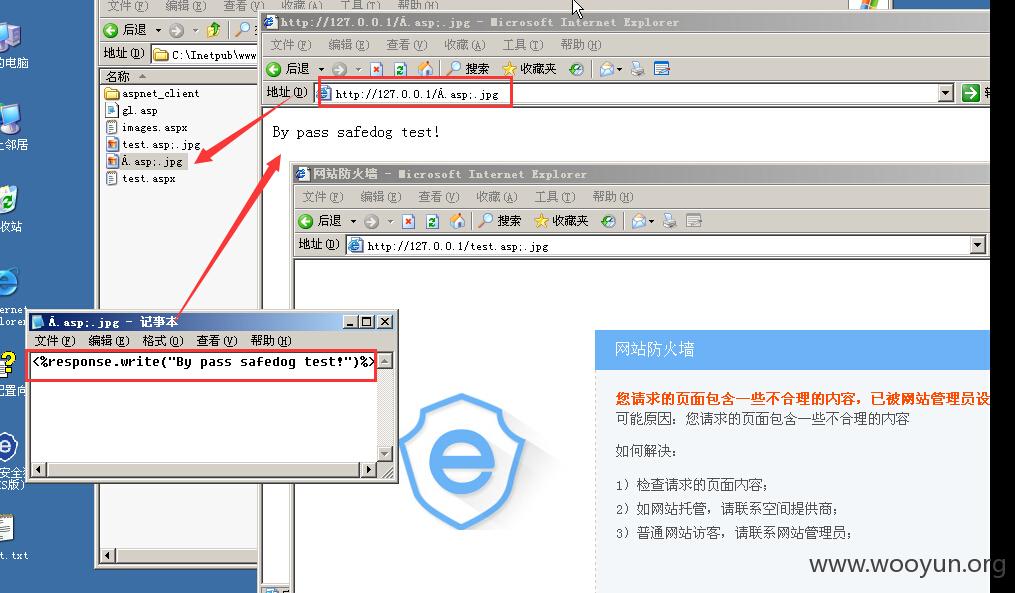 文件(F) 编辑(E) 查看(V) 收藏(A) 工具(T) 帮助(H)
后退
地址(D) C:\Inetpub\www
名称
aspnet_client
gl.asp
images.aspx
test.asp;.jpg
Â.asp;.jpg
test.aspx
的电脑
上邻居
收站
http://127.0.0.1/Â.asp;.jpg - Microsoft Internet Explorer
文件(F) 编辑(E) 查看(V) 收藏(A) 工具(T) 帮助(H)
后退 搜索 收藏夹
地址(D) http://127.0.0.1/Â.asp;.jpg
By pass safedog test!
网站防火墙 - Microsoft Internet Explorer
文件(F) 编辑(E) 查看(V) 收藏(A) 工具(T) 帮助(H)
后退 搜索 收藏夹
地址(D) http://127.0.0.1/test.asp;.jpg
Â.asp;.jpg - 记事本
文件(F) 编辑(E) 格式(O) 查看(V) 帮助(H)
<%response.write("By pass safedog test!")%>
网站防火墙
您请求的页面包含一些不合理的内容，已被网站管理员设
可能原因：您请求的页面包含一些不合理的内容
如何解决：
1）检查请求的页面内容；
2）如网站托管，请联系空间提供商；
3）普通网站访客，请联系网站管理员；
配置向
t.txt
www.wooyun.org